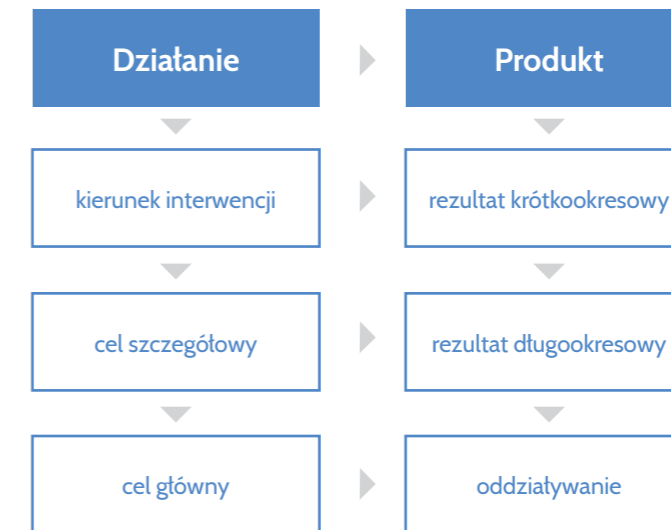 Działanie
Produkt
kierunek interwencji
rezultat krótkookresowy
cel szczegółowy
rezultat długookresowy
cel główny
oddziaływanie